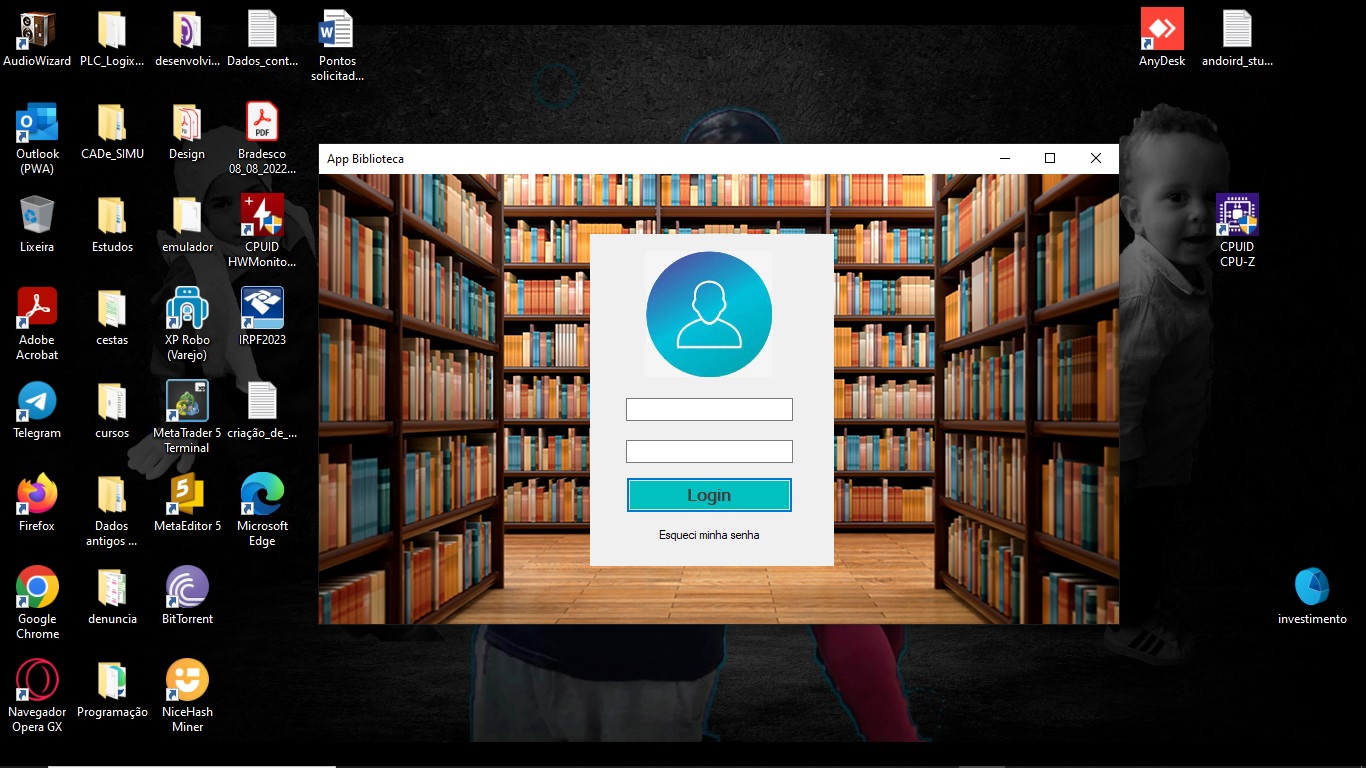 AudioWizard
PLC_Logix...
desenvolvi...
Dados_cont...
Pontos
solicitad...
AnyDesk
andoird_stu...
Outlook
(PWA)
CADe_SIMU
Design
PDF
Bradesco
08_08_2022...
App Biblioteca
Lixeira
Estudos
emulador
CPUID
HWMonito...
CPUID
CPU-Z
Adobe
Acrobat
cestas
XP Robo
(Varejo)
IRPF2023
Telegram
cursos
MetaTrader 5
Terminal
criação_de_...
Login
Esqueci minha senha
Firefox
Dados
antigos ...
MetaEditor 5
Microsoft
Edge
Google
Chrome
denuncia
BitTorrent
investimento
Navegador
Opera GX
Programação
NiceHash
Miner